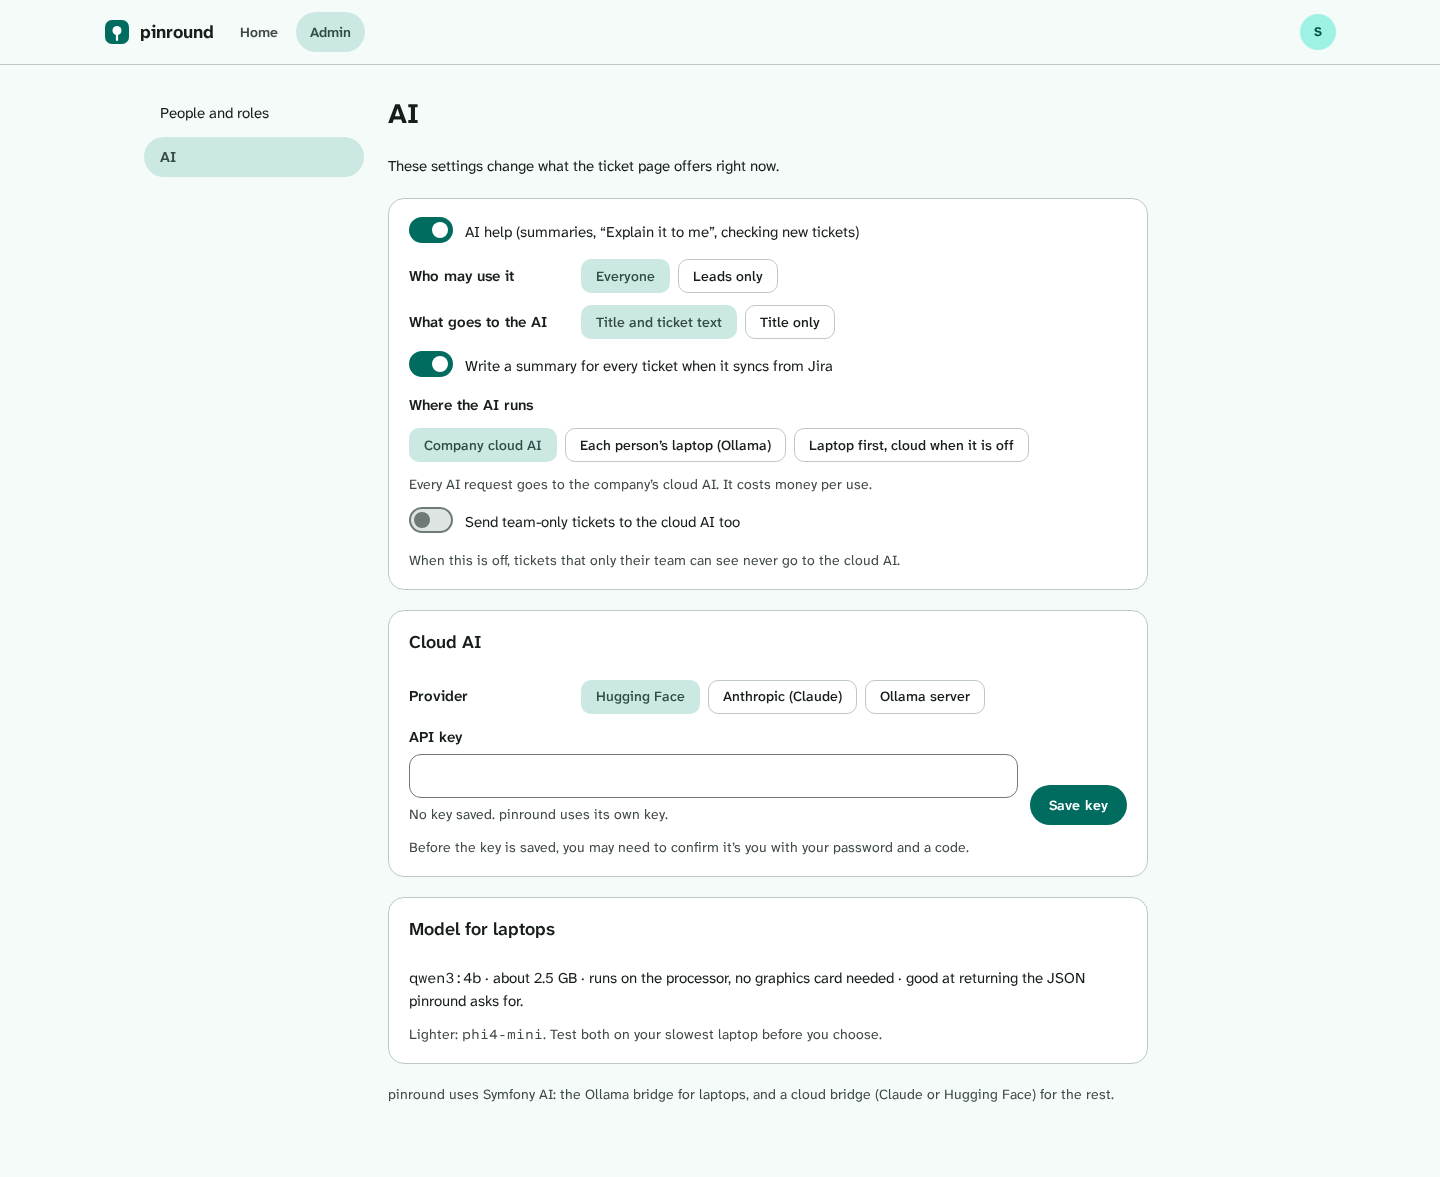 pinround
Home
Admin
S
People and roles
AI
AI
These settings change what the ticket page offers right now.
AI help (summaries, “Explain it to me”, checking new tickets)
Who may use it
Everyone
Leads only
What goes to the AI
Title and ticket text
Title only
Write a summary for every ticket when it syncs from Jira
Where the AI runs
Company cloud AI
Each person’s laptop (Ollama)
Laptop first, cloud when it is off
Every AI request goes to the company’s cloud AI. It costs money per use.
Send team-only tickets to the cloud AI too
When this is off, tickets that only their team can see never go to the cloud AI.
Cloud AI
Provider
Hugging Face
Anthropic (Claude)
Ollama server
API key
No key saved. pinround uses its own key.
Save key
Before the key is saved, you may need to confirm it’s you with your password and a code.
Model for laptops
qwen3:4b · about 2.5 GB · runs on the processor, no graphics card needed · good at returning the JSON
pinround asks for.
Lighter: phi4-mini. Test both on your slowest laptop before you choose.
pinround uses Symfony AI: the Ollama bridge for laptops, and a cloud bridge (Claude or Hugging Face) for the rest.